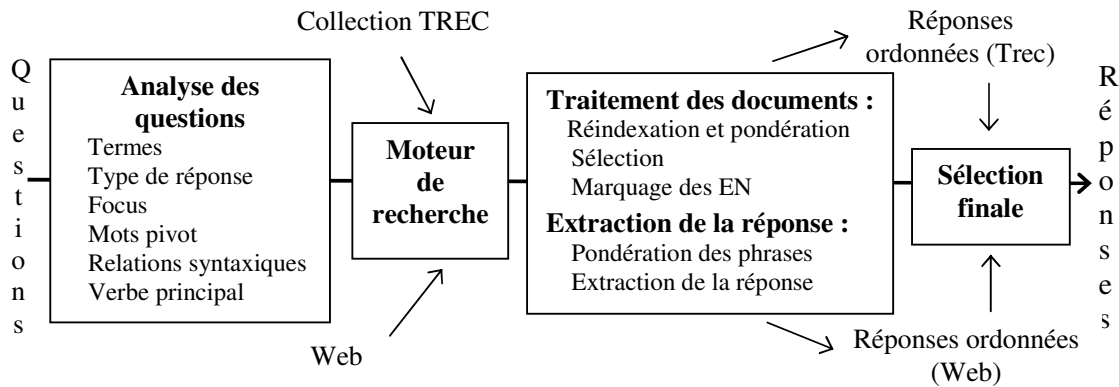 Questions
Analyse des
questions
Termes
Type de réponse
Focus
Mots pivot
Relations syntaxiques
Verbe principal
Collection TREC
Moteur
de
recherche
Web
Traitement des documents :
Réindexation et pondération
Sélection
Marquage des EN
Extraction de la réponse :
Pondération des phrases
Extraction de la réponse
Réponses
ordonnées (Trec)
Sélection
finale
Réponses ordonnées
(Web)
Réponses